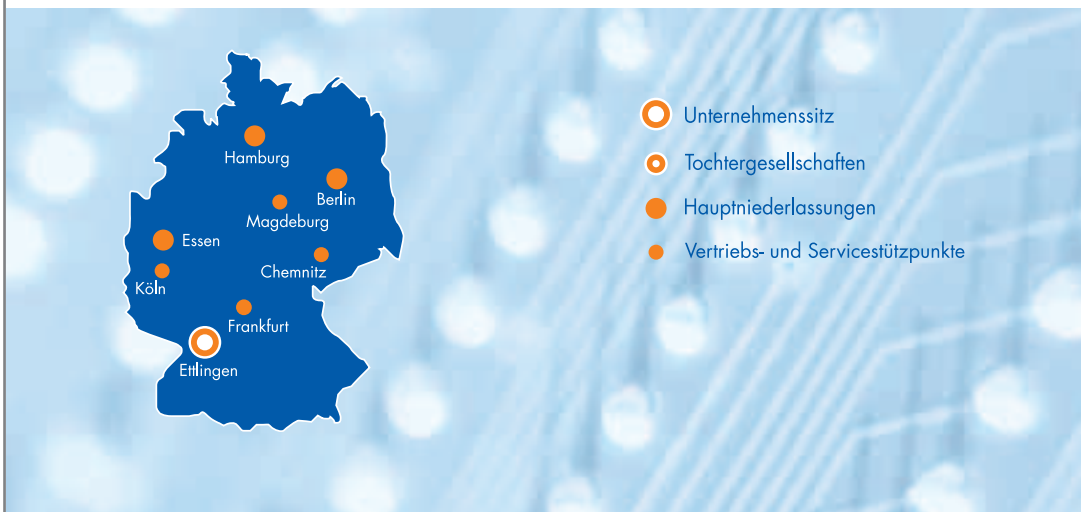 Hamburg
Berlin
Magdeburg
Essen
Chemnitz
Köln
Frankfurt
Ettlingen
Unternehmenssitz
Tochtergesellschaften
Hauptniederlassungen
Vertriebs- und Servicestützpunkte